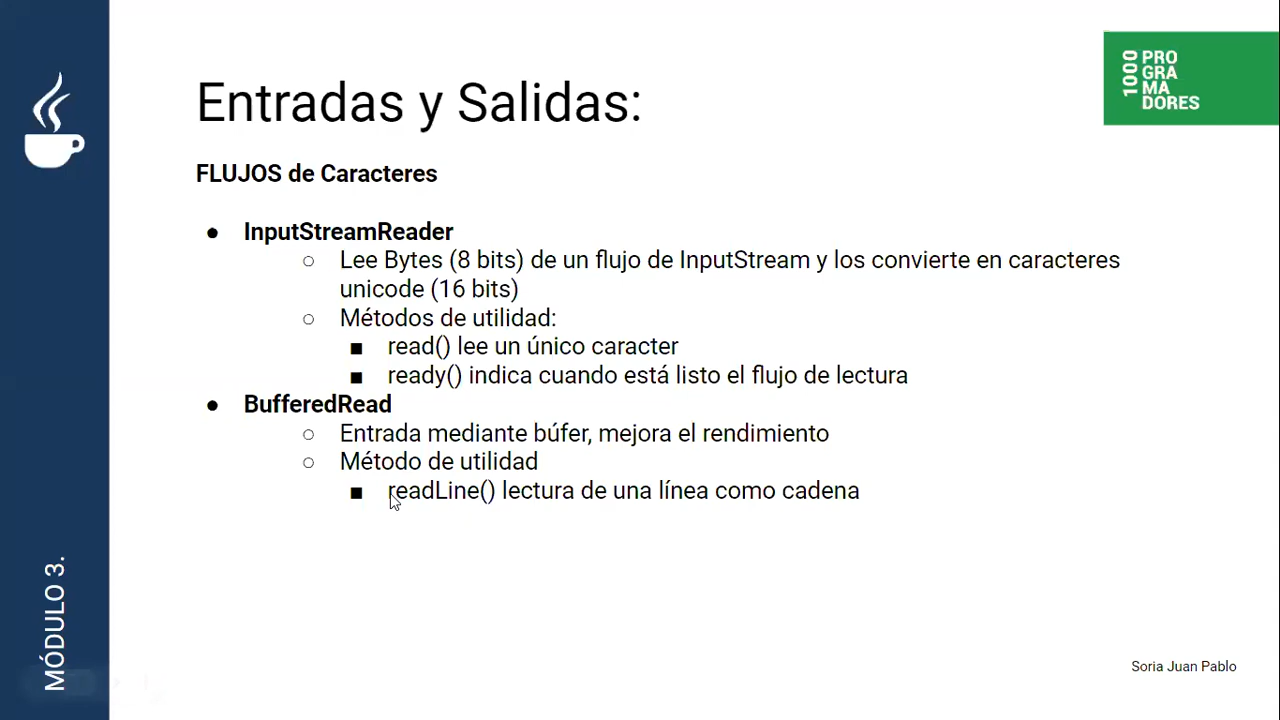 1000
PRO
GRA
MA
DORES
Entradas y Salidas:
FLUJOS de Caracteres
● InputStreamReader
○ Lee Bytes (8 bits) de un flujo de InputStream y los convierte en caracteres
unicode (16 bits)
○ Métodos de utilidad:
■ read() lee un único caracter
■ ready() indica cuando está listo el flujo de lectura
● BufferedRead
○ Entrada mediante búfer, mejora el rendimiento
○ Método de utilidad
■ readLine() lectura de una línea como cadena
MÓDULO 3.
Soria Juan Pablo